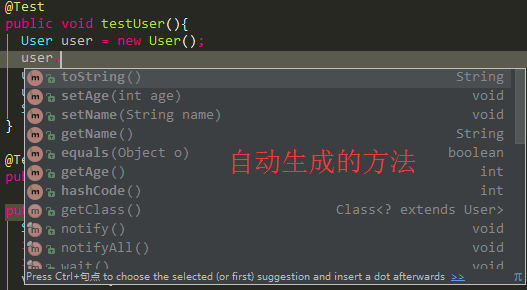 @Test
public void testUser(){
User user = new User();
user.
toString() String
setAge(int age) void
setName(String name) void
getName() String
equals(Object o) boolean
getAge() int
hashCode() int
getClass() Class<? extends User>
notify() void
notifyAll() void
wait() void
自动生成的方法
Press Ctrl+句点 to choose the selected (or first) suggestion and insert a dot afterwards >> π
}